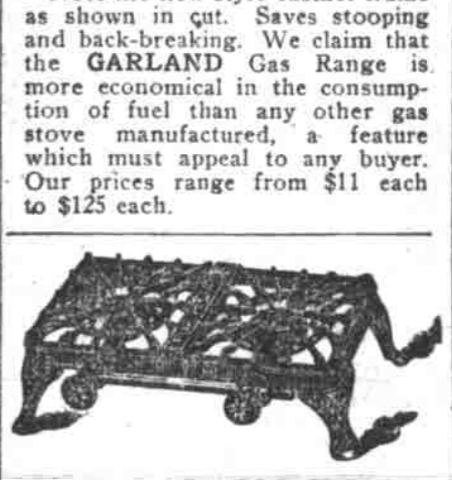 as shown in cut. Saves stooping
and back-breaking. We claim that
the GARLAND Gas Range is
more economical in the consump-
tion of fuel than any other gas
stove manufactured, a feature
which must appeal to any buyer.
Our prices range from $11 each
to $125 each.